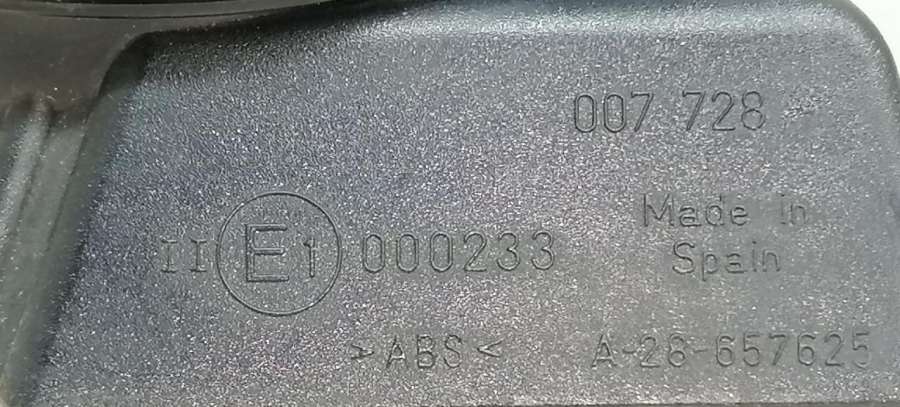 007 728
Made in
Spain
II E1 000233
>ABS< A-28-657625